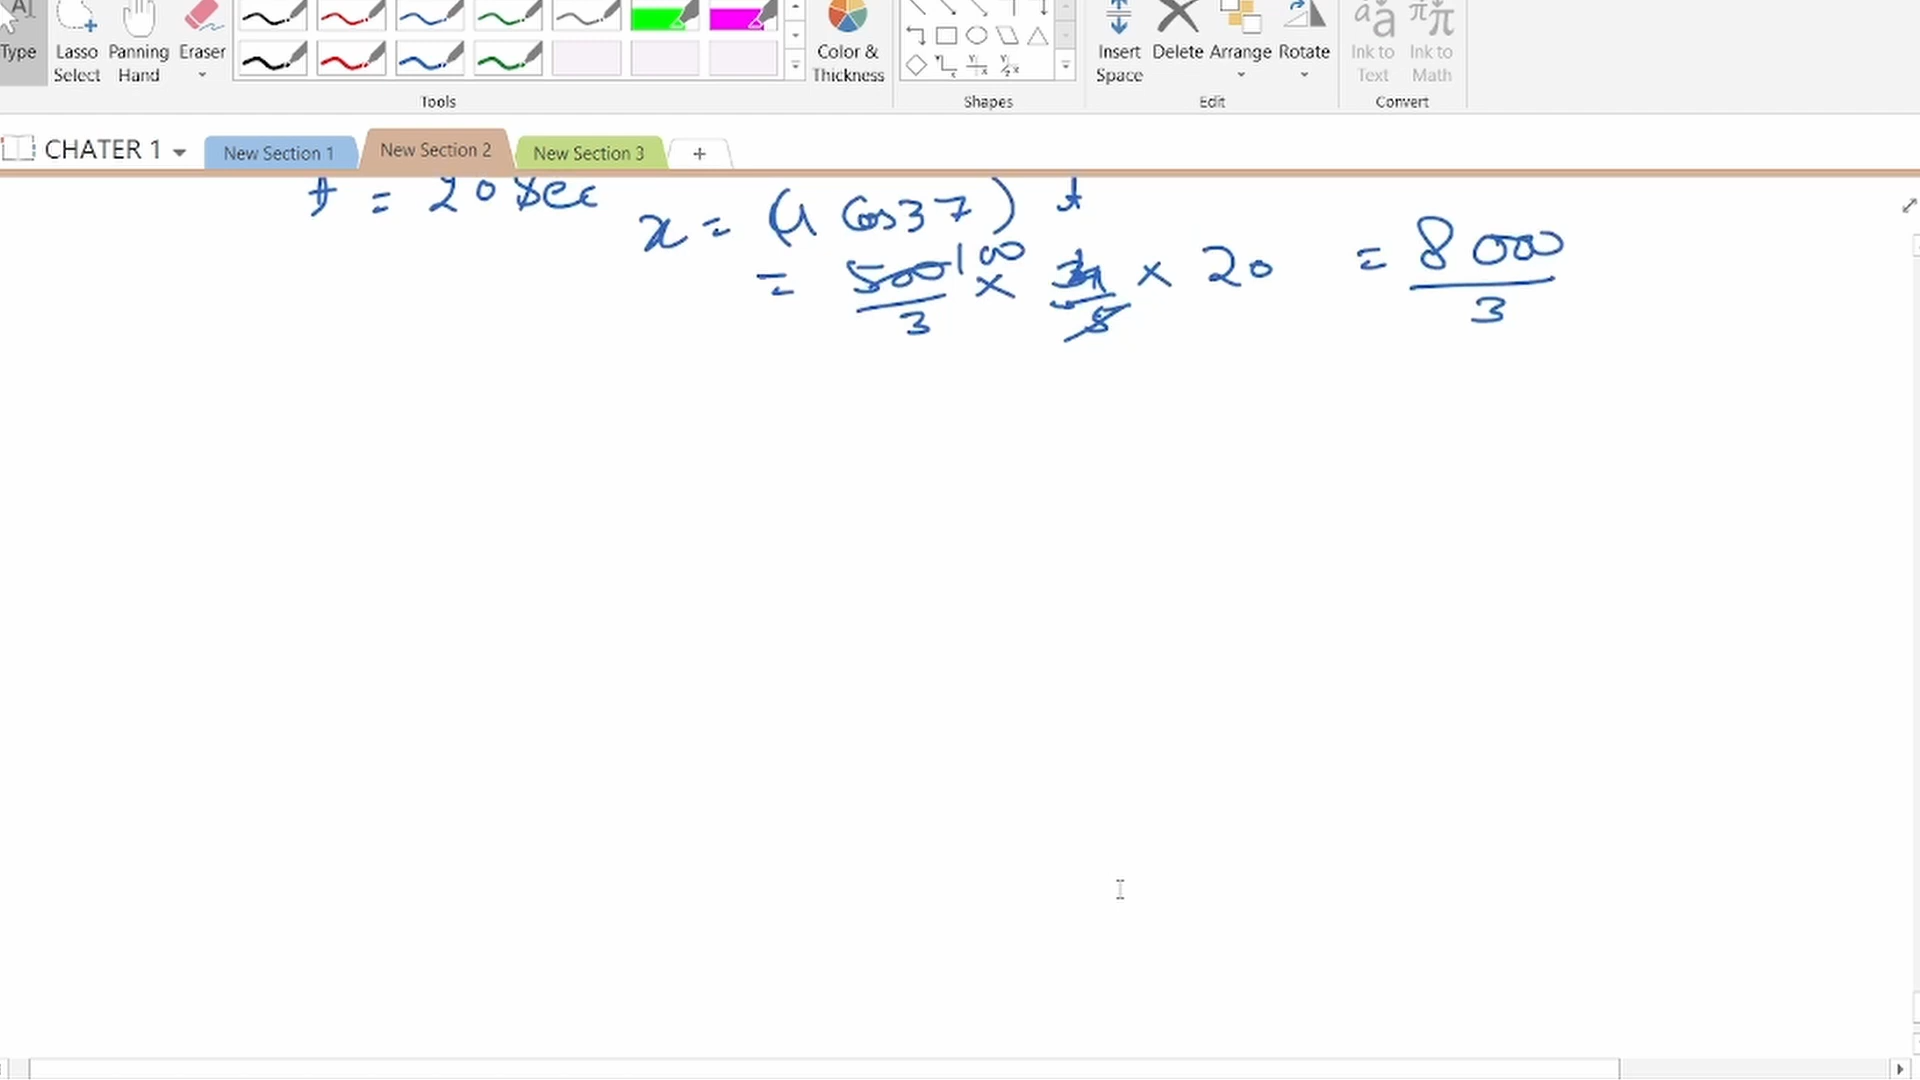 Type
Lasso Select
Panning Hand
Eraser
Color & Thickness
Insert Space
Delete
Arrange
Rotate
Ink to Text
Ink to Math
Tools
Shapes
Edit
Convert
CHATER 1
New Section 1
New Section 2
New Section 3
+
t = 20 sec
x = (u cos 37) t
= 500/3 100 × /5 × 20 = 8000/3